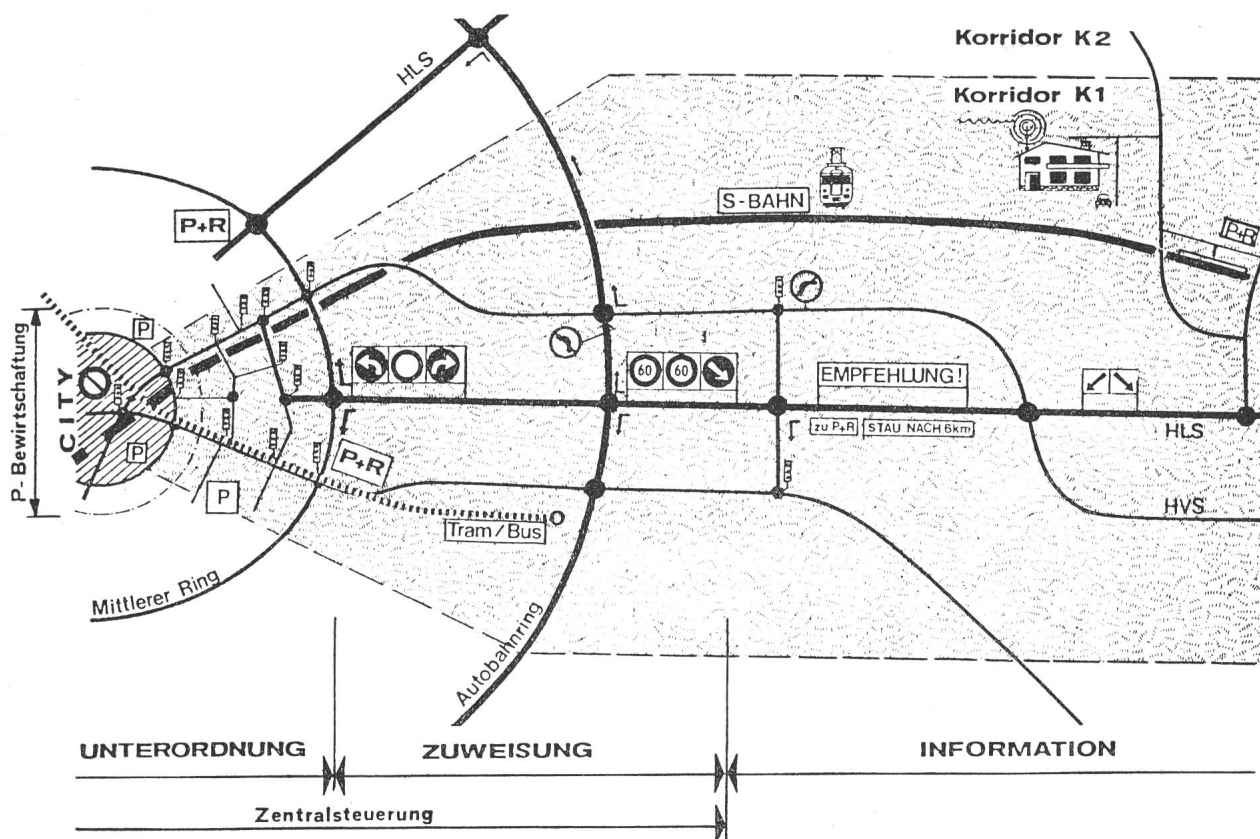 Korridor K2
HLS
Korridor K1
S-BAHN
P+R
P+R
P
CITY
P- Bewirtschaftung
60
60
EMPFEHLUNG!
zu P+R
STAU NACH 6km
HLS
P
P+R
P
HVS
Tram/Bus
Mittlerer Ring
Autobahnring
UNTERORDNUNG
ZUWEISUNG
INFORMATION
Zentralsteuerung